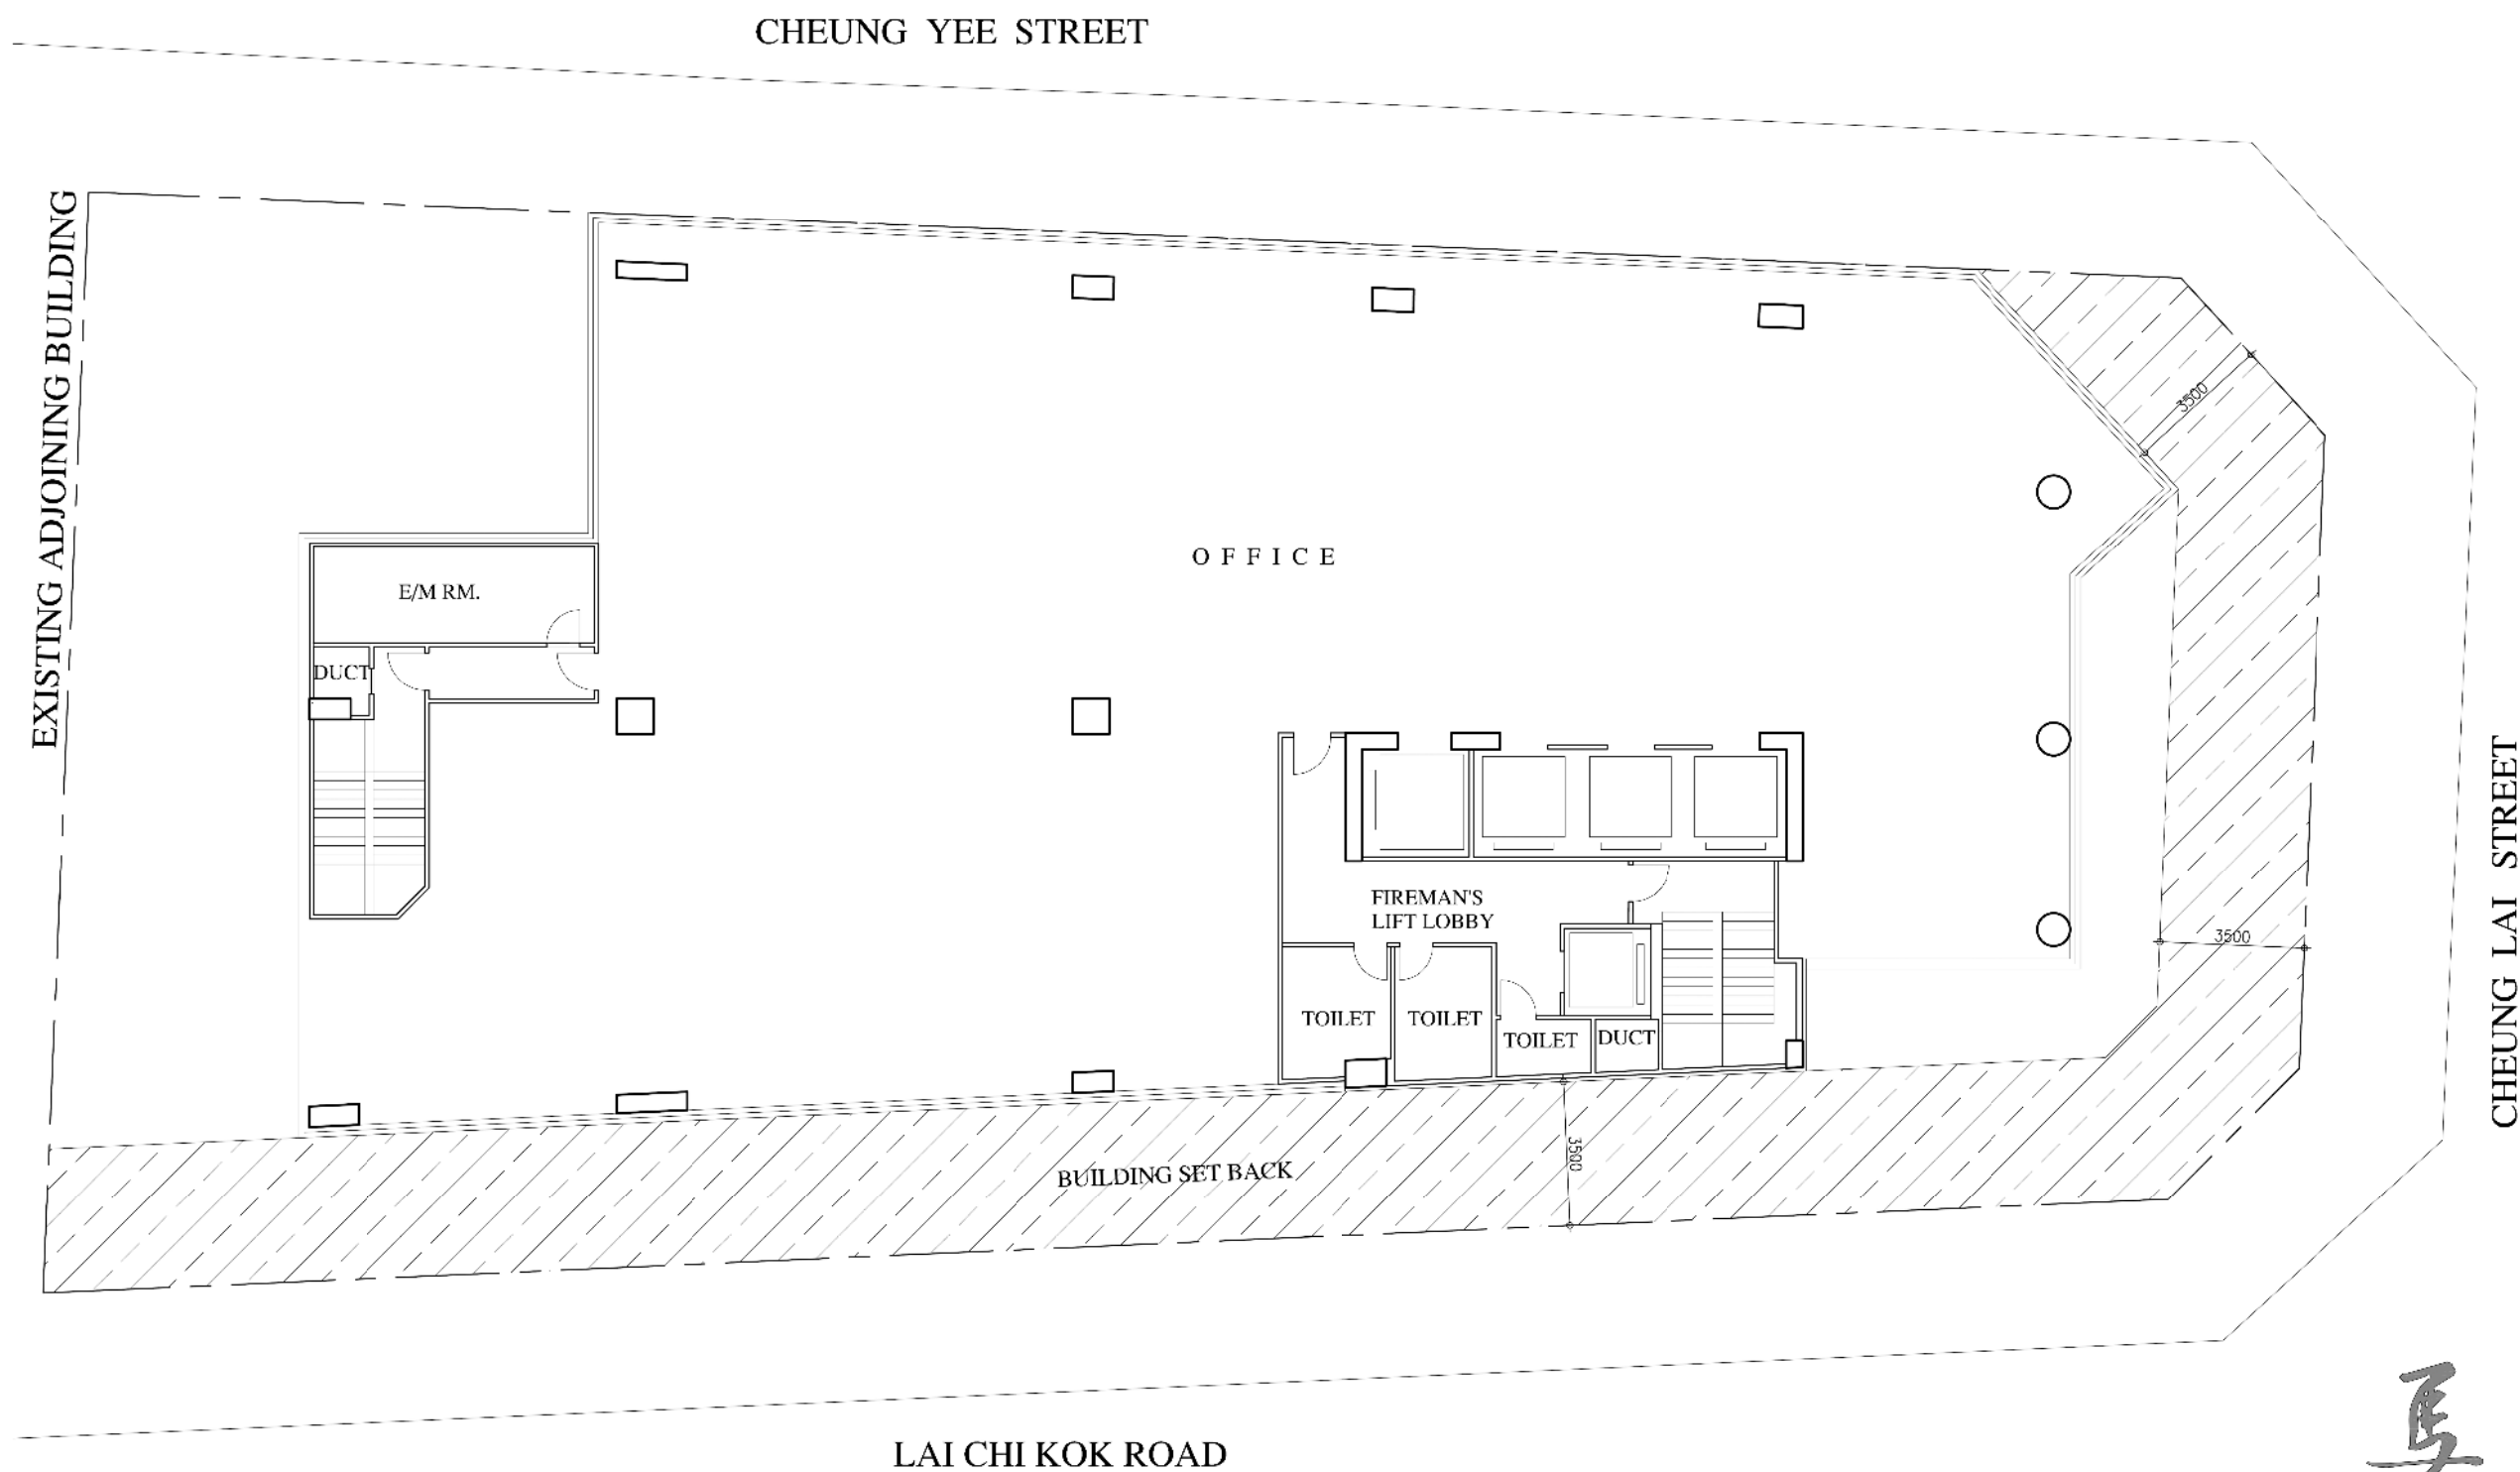 CHEUNG YEE STREET
EXISTING ADJOINING BUILDING
3500
OFFICE
E/M RM.
DUCT
CHEUNG LAI STREET
FIREMAN'S
LIFT LOBBY
3500
TOILET
TOILET
TOILET
DUCT
3500
BUILDING SET BACK
LAI CHI KOK ROAD